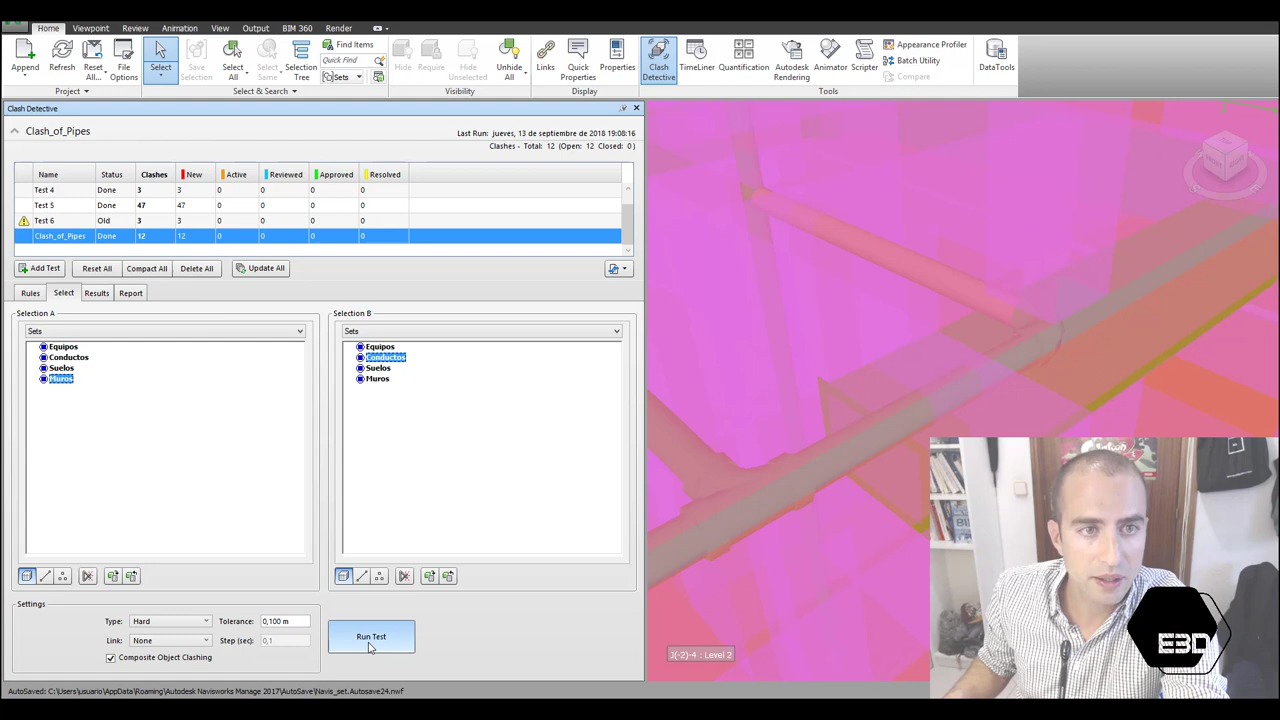 Home Viewpoint Review Animation View Output BIM 360 Render
Append
Refresh
Reset All...
File Options
Select
Save Selection
Select All
Select Same
Selection Tree
Find Items
Quick Find
Sets
Hide
Require
Hide Unselected
Unhide All
Links
Quick Properties
Properties
Clash Detective
TimeLiner
Quantification
Autodesk Rendering
Animator
Scripter
Appearance Profiler
Batch Utility
Compare
DataTools
Project Select & Search Visibility Display Tools
Clash Detective
Clash_of_Pipes
Last Run: jueves, 13 de septiembre de 2018 19:08:16
Clashes - Total: 12 (Open: 12 Closed: 0)
Name Status Clashes New Active Reviewed Approved Resolved
Test 4 Done 3 3 0 0 0 0
Test 5 Done 47 47 0 0 0 0
Test 6 Old 3 3 0 0 0 0
Clash_of_Pipes Done 12 12 0 0 0 0
Add Test Reset All Compact All Delete All Update All
Rules Select Results Report
Selection A
Sets
Equipos
Conductos
Suelos
Muros
Selection B
Sets
Equipos
Conductos
Suelos
Muros
Settings
Type: Hard Tolerance: 0,100 m
Link: None Step (sec): 0,1
Composite Object Clashing
Run Test
J(-2)-4 : Level 2
E3D
AutoSaved: C:\Users\usuario\AppData\Roaming\Autodesk Navisworks Manage 2017\AutoSave\Navis_set.Autosave24.nwf